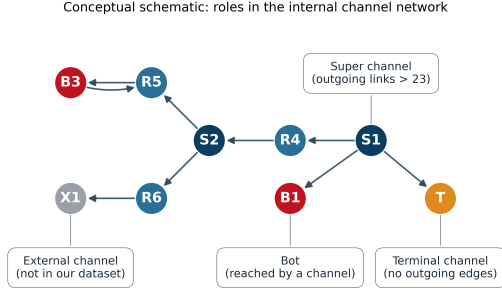 Conceptual schematic: roles in the internal channel network
Super channel
(outgoing links > 23)
B3
R5
S2
R4
S1
X1
R6
B1
T
External channel
(not in our dataset)
Bot
(reached by a channel)
Terminal channel
(no outgoing edges)